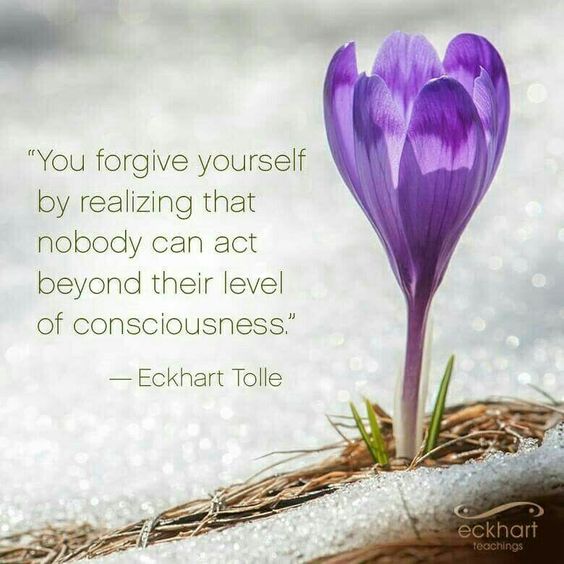 “You forgive yourself
by realizing that
nobody can act
beyond their level
of consciousness.”
— Eckhart Tolle
eckhart
teachings